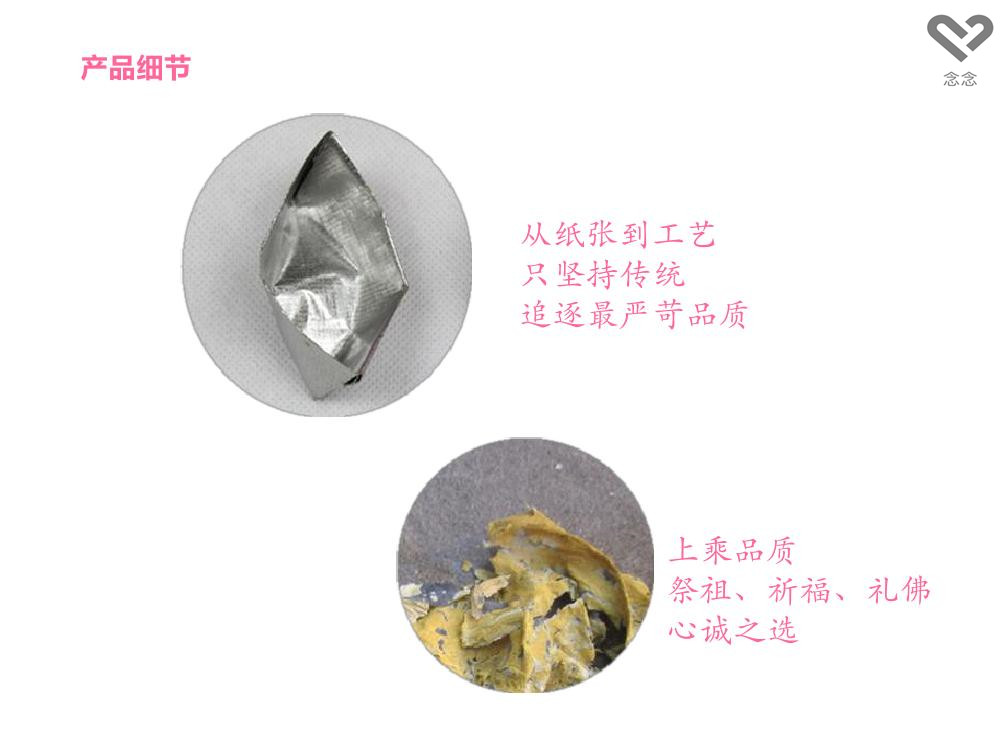 产品细节
念念
从纸张到工艺
只坚持传统
追逐最严苛品质
上乘品质
祭祖、祈福、礼佛
心诚之选